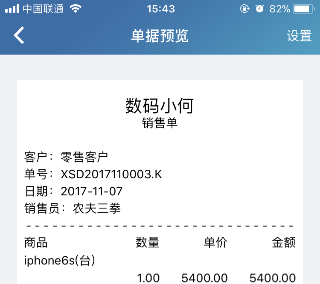 中国联通 15:43 82%
单据预览 设置
数码小何
销售单
客户：零售客户
单号：XSD2017110003.K
日期：2017-11-07
销售员：农夫三拳
商品 数量 单价 金额
iphone6s(台)
1.00 5400.00 5400.00